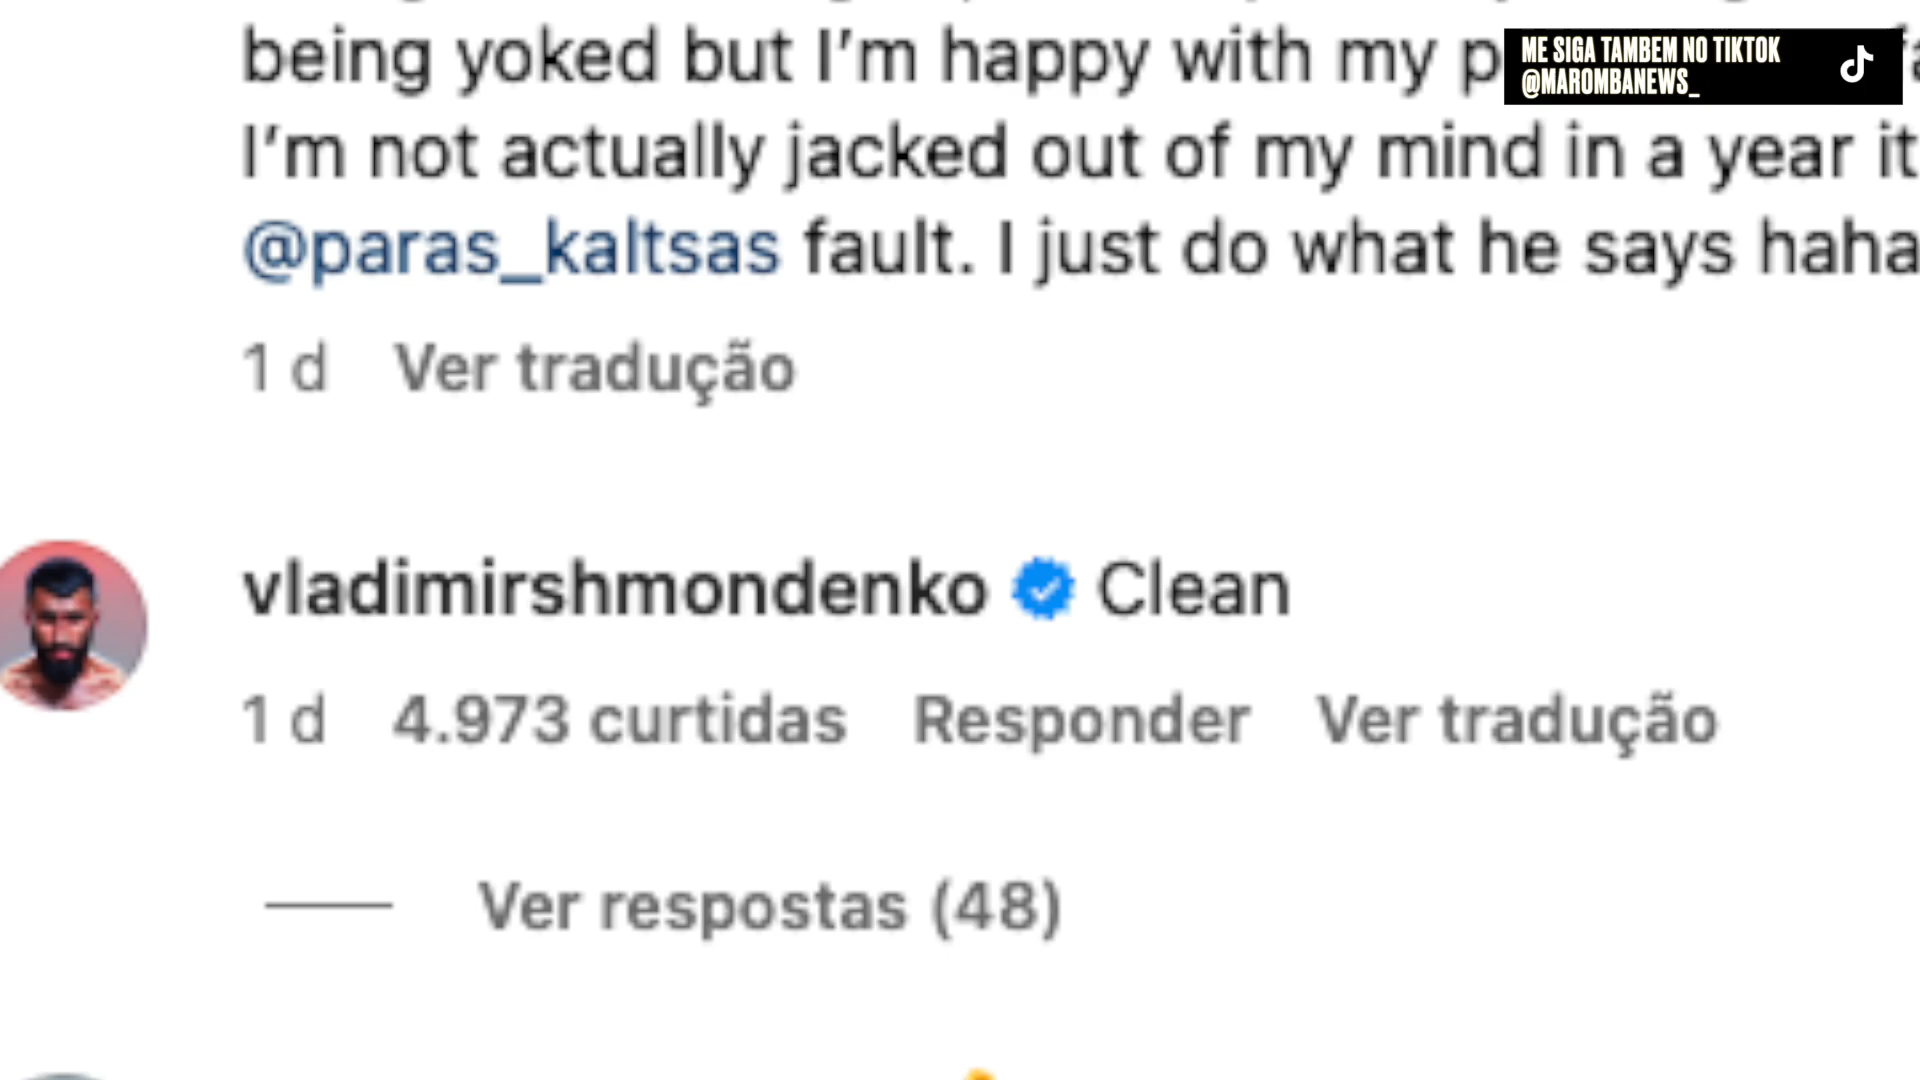 being yoked but I’m happy with my
I’m not actually jacked out of my mind in a year it
@paras_kaltsas fault. I just do what he says haha
1 d Ver tradução
vladimirshmondenko Clean
1 d 4.973 curtidas Responder Ver tradução
Ver respostas (48)
ME SIGA TAMBEM NO TIKTOK
@MAROMBANEWS_